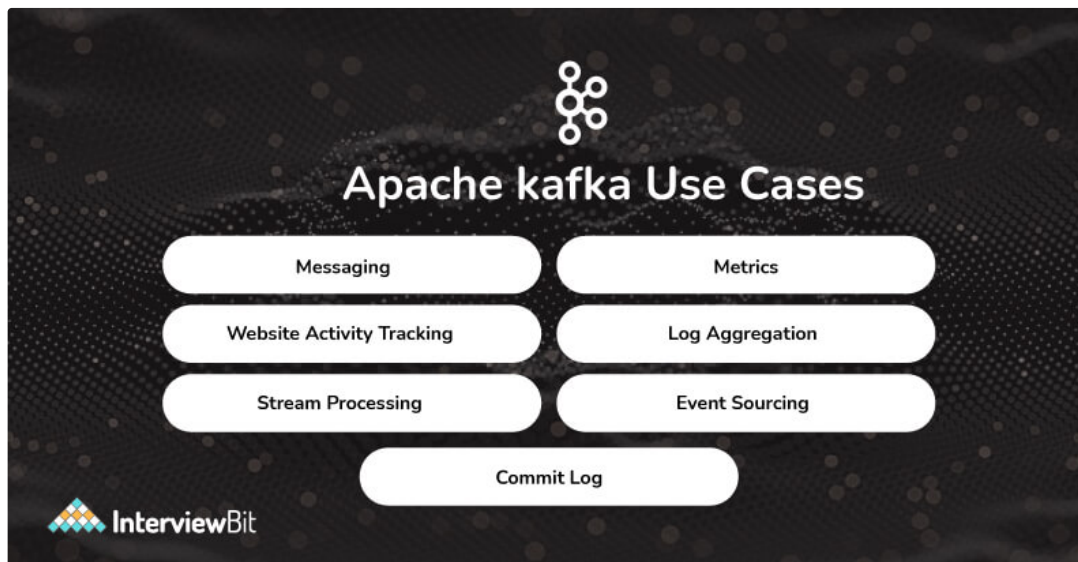 Apache kafka Use Cases
Messaging
Metrics
Website Activity Tracking
Log Aggregation
Stream Processing
Event Sourcing
Commit Log
InterviewBit